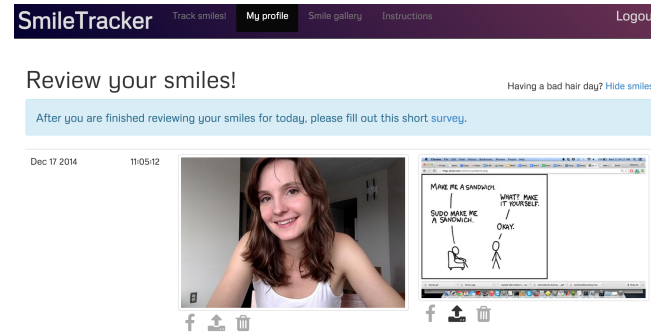 SmileTracker
Track smiles!
My profile
Smile gallery
Instructions
Logou
Review your smiles!
Having a bad hair day? Hide smiles
After you are finished reviewing your smiles for today, please fill out this short survey.
Dec 17 2014
11:05:12
MAKE ME A SANDWICH.
WHAT? MAKE
IT YOURSELF.
SUDO MAKE ME
A SANDWICH.
OKAY.